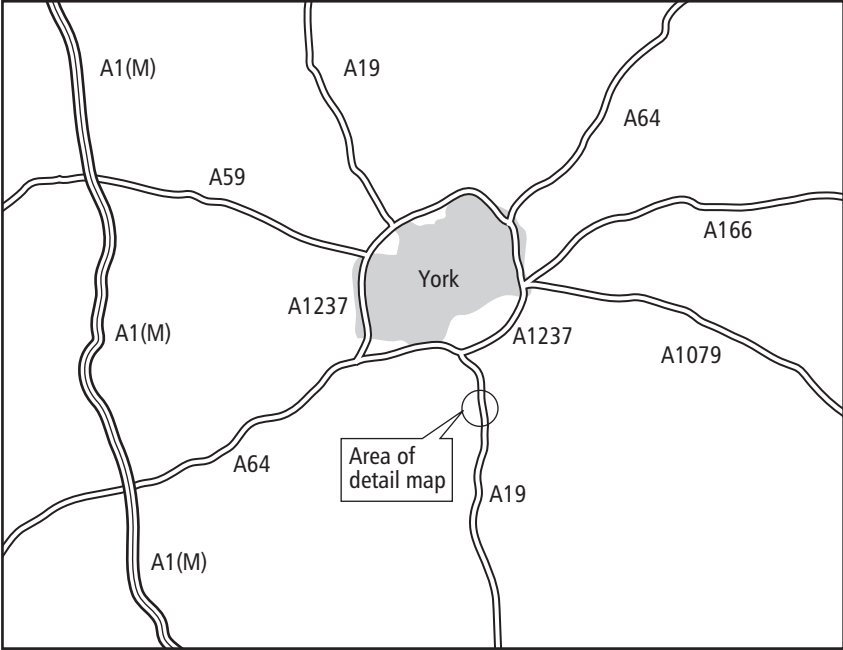 A1(M)
A19
A64
A59
A166
York
A1237
A1(M)
A1237
A1079
Area of
detail map
A64
A19
A1(M)